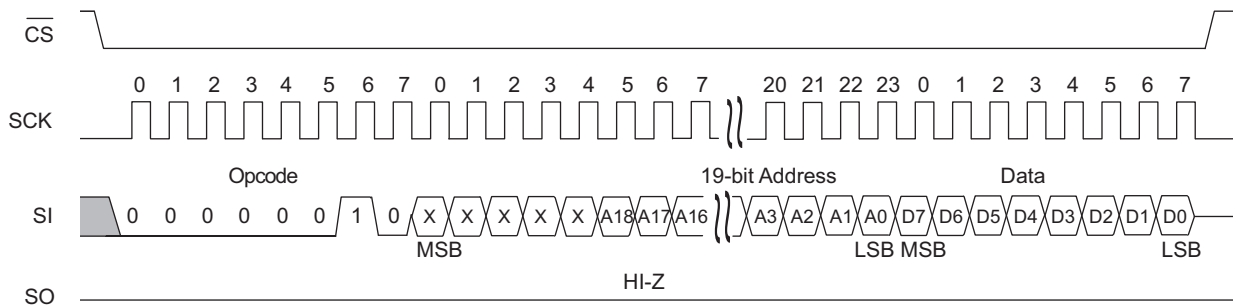 CS
0 1 2 3 4 5 6 7 0 1 2 3 4 5 6 7 20 21 22 23 0 1 2 3 4 5 6 7
SCK
Opcode 19-bit Address Data
SI 0 0 0 0 0 0 1 0 X X X X X A18 A17 A16 A3 A2 A1 A0 D7 D6 D5 D4 D3 D2 D1 D0
MSB LSB MSB LSB
HI-Z
SO